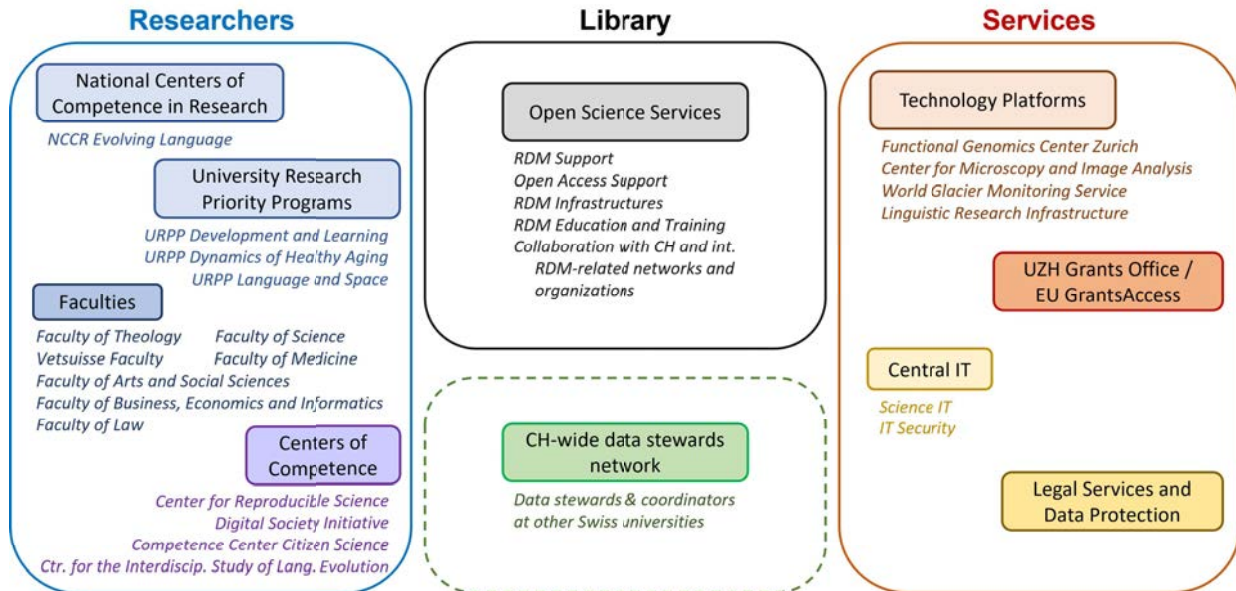 Researchers
National Centers of
Competence in Research
NCCR Evolving Language
University Research
Priority Programs
URPP Development and Learning
URPP Dynamics of Healthy Aging
URPP Language and Space
Faculties
Faculty of Theology Faculty of Science
Vetsuisse Faculty Faculty of Medicine
Faculty of Arts and Social Sciences
Faculty of Business, Economics and Informatics
Faculty of Law
Centers of
Competence
Center for Reproducible Science
Digital Society Initiative
Competence Center Citizen Science
Ctr. for the Interdiscip. Study of Lang. Evolution
Library
Open Science Services
RDM Support
Open Access Support
RDM Infrastructures
RDM Education and Training
Collaboration with CH and int.
RDM-related networks and
organizations
CH-wide data stewards
network
Data stewards & coordinators
at other Swiss universities
Services
Technology Platforms
Functional Genomics Center Zurich
Center for Microscopy and Image Analysis
World Glacier Monitoring Service
Linguistic Research Infrastructure
UZH Grants Office /
EU GrantsAccess
Central IT
Science IT
IT Security
Legal Services and
Data Protection